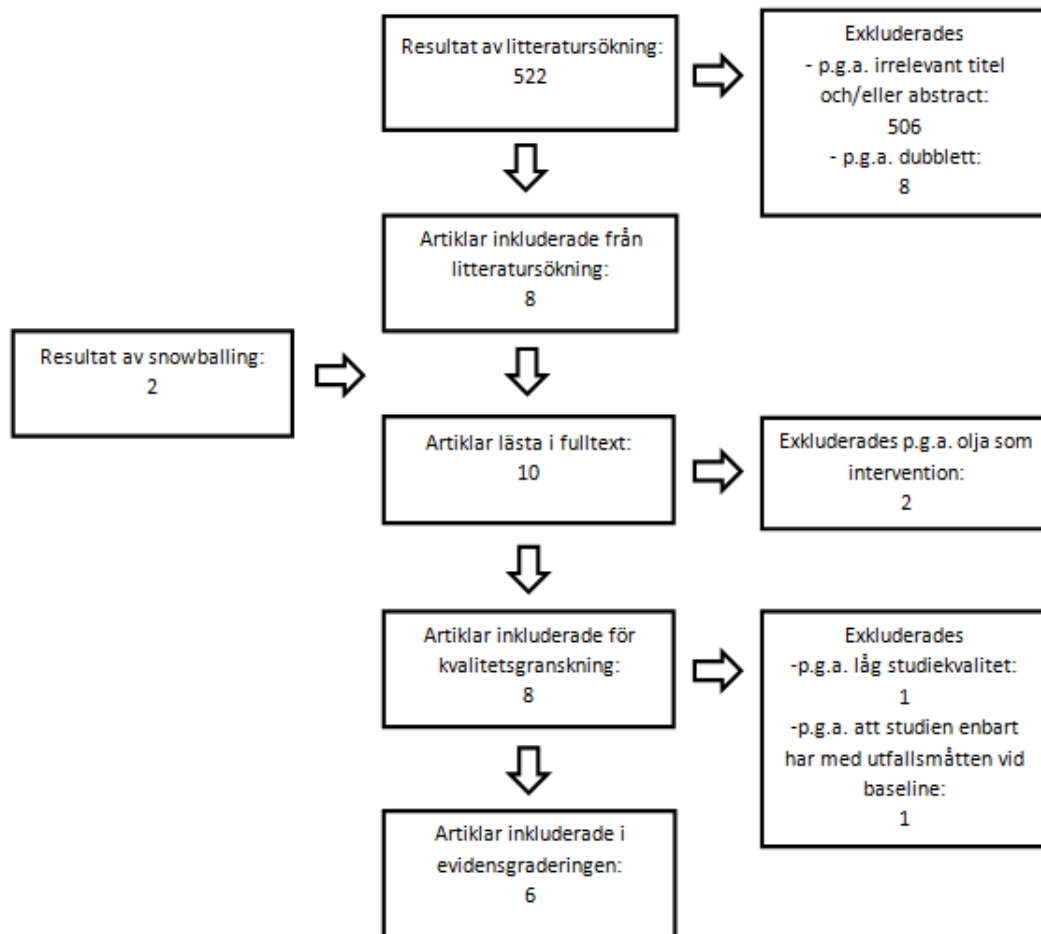 Resultat av litteratursökning:
522
Exkluderades
- p.g.a. irrelevant titel
och/eller abstract:
506
- p.g.a. dubblett:
8
Artiklar inkluderade från
litteratursökning:
8
Resultat av snowballing:
2
Artiklar lästa i fulltext:
10
Exkluderades p.g.a. olja som
intervention:
2
Artiklar inkluderade för
kvalitetsgranskning:
8
Exkluderades
-p.g.a. låg studiekvalitet:
1
-p.g.a. att studien enbart
har med utfallsmåtten vid
baseline:
1
Artiklar inkluderade i
evidensgraderingen:
6